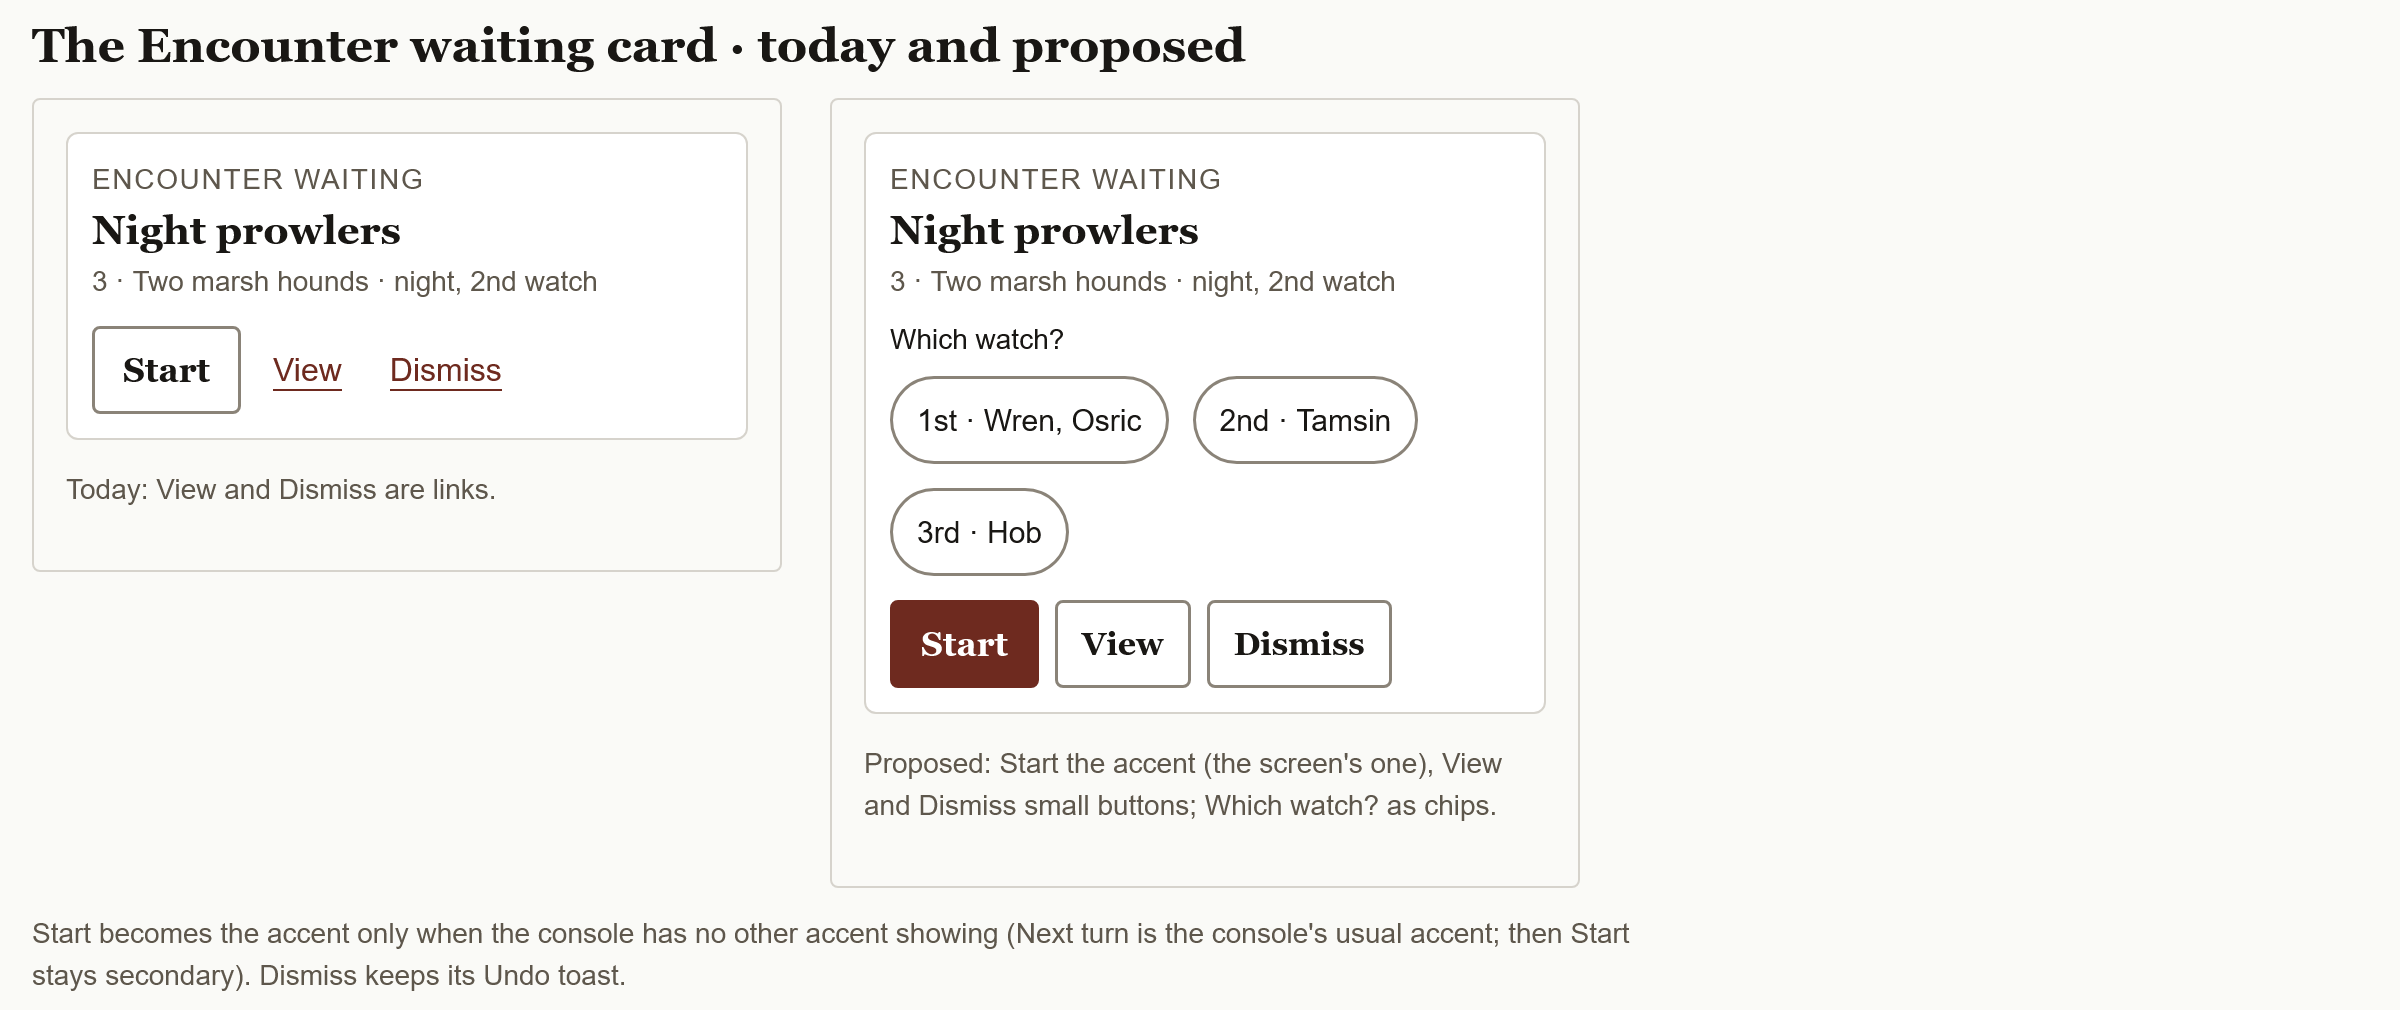 The Encounter waiting card · today and proposed
ENCOUNTER WAITING
Night prowlers
3 · Two marsh hounds · night, 2nd watch
Start View Dismiss
Today: View and Dismiss are links.
ENCOUNTER WAITING
Night prowlers
3 · Two marsh hounds · night, 2nd watch
Which watch?
1st · Wren, Osric 2nd · Tamsin
3rd · Hob
Start View Dismiss
Proposed: Start the accent (the screen's one), View
and Dismiss small buttons; Which watch? as chips.
Start becomes the accent only when the console has no other accent showing (Next turn is the console's usual accent; then Start
stays secondary). Dismiss keeps its Undo toast.